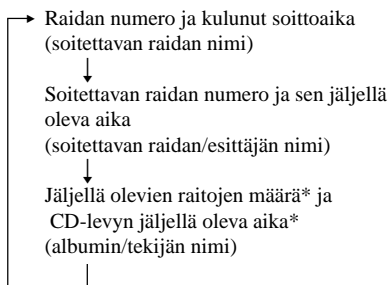 Raidan numero ja kulunut soittoaika
(soitettavan raidan nimi)
Soitettavan raidan numero ja sen jäljellä
oleva aika
(soitettavan raidan/esittäjän nimi)
Jäljellä olevien raitojen määrä* ja
CD-levyn jäljellä oleva aika*
(albumin/tekijän nimi)